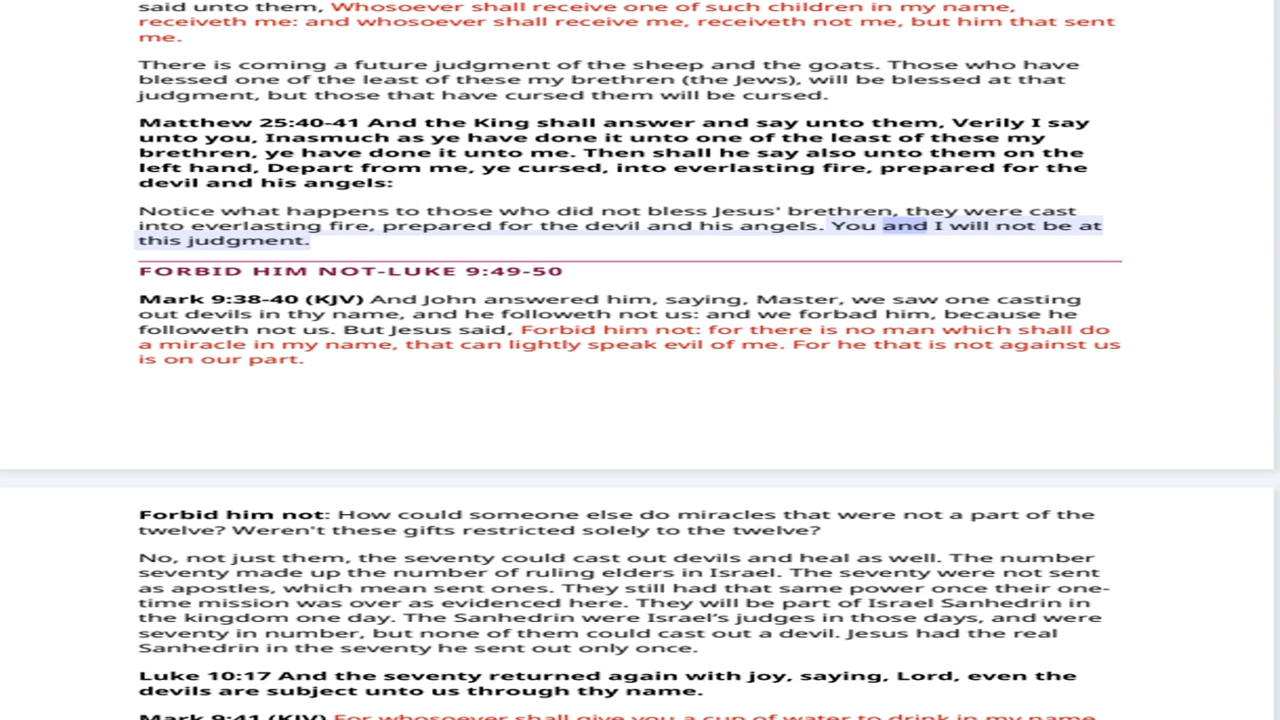 said unto them, Whosoever shall receive one of such children in my name,
receiveth me: and whosoever shall receive me, receiveth not me, but him that sent
me.
There is coming a future judgment of the sheep and the goats. Those who have
blessed one of the least of these my brethren (the Jews), will be blessed at that
judgment, but those that have cursed them will be cursed.
Matthew 25:40-41 And the King shall answer and say unto them, Verily I say
unto you, Inasmuch as ye have done it unto one of the least of these my
brethren, ye have done it unto me. Then shall he say also unto them on the
left hand, Depart from me, ye cursed, into everlasting fire, prepared for the
devil and his angels:
Notice what happens to those who did not bless Jesus' brethren, they were cast
into everlasting fire, prepared for the devil and his angels. You and I will not be at
this judgment.
FORBID HIM NOT-LUKE 9:49-50
Mark 9:38-40 (KJV) And John answered him, saying, Master, we saw one casting
out devils in thy name, and he followeth not us: and we forbad him, because he
followeth not us. But Jesus said, Forbid him not: for there is no man which shall do
a miracle in my name, that can lightly speak evil of me. For he that is not against us
is on our part.
Forbid him not: How could someone else do miracles that were not a part of the
twelve? Weren't these gifts restricted solely to the twelve?
No, not just them, the seventy could cast out devils and heal as well. The number
seventy made up the number of ruling elders in Israel. The seventy were not sent
as apostles, which mean sent ones. They still had that same power once their one-
time mission was over as evidenced here. They will be part of Israel Sanhedrin in
the kingdom one day. The Sanhedrin were Israel's judges in those days, and were
seventy in number, but none of them could cast out a devil. Jesus had the real
Sanhedrin in the seventy he sent out only once.
Luke 10:17 And the seventy returned again with joy, saying, Lord, even the
devils are subject unto us through thy name.
Mark 9:41 (KJV) For whosoever shall give you a cup of water to drink in my name,